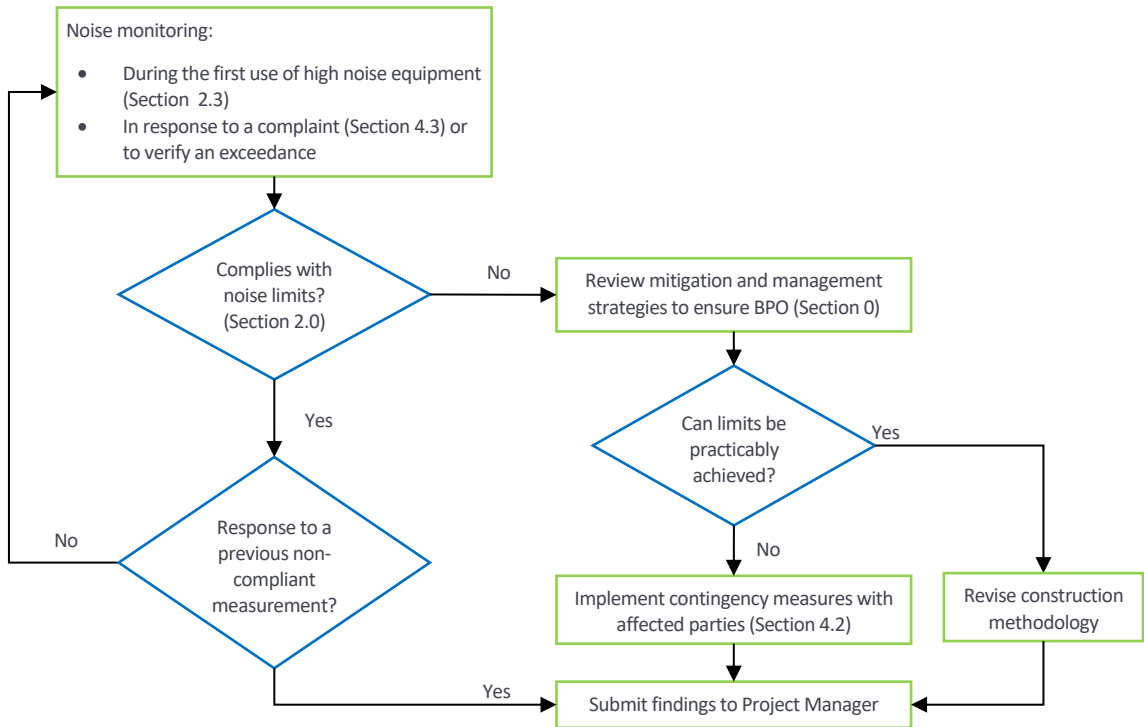 Noise monitoring:
• During the first use of high noise equipment
(Section 2.3)
• In response to a complaint (Section 4.3) or
to verify an exceedance
Complies with
noise limits?
(Section 2.0)
No
Review mitigation and management
strategies to ensure BPO (Section 0)
Yes
Can limits be
practicably
achieved?
Yes
No
Response to a
previous non-
compliant
measurement?
No
Implement contingency measures with
affected parties (Section 4.2)
Revise construction
methodology
Yes
Submit findings to Project Manager